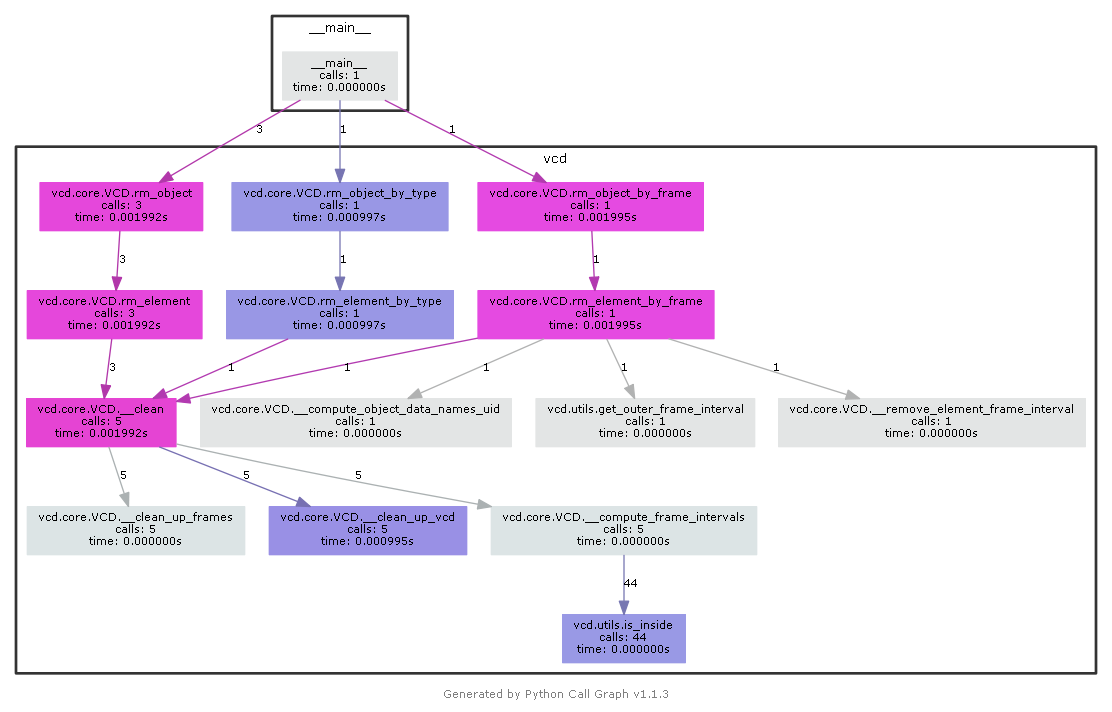 __main__
__main__
calls: 1
time: 0.000000s
3
1
1
vcd
vcd.core.VCD.rm_object
calls: 3
time: 0.001992s
vcd.core.VCD.rm_object_by_type
calls: 1
time: 0.000997s
vcd.core.VCD.rm_object_by_frame
calls: 1
time: 0.001995s
3
1
1
vcd.core.VCD.rm_element
calls: 3
time: 0.001992s
vcd.core.VCD.rm_element_by_type
calls: 1
time: 0.000997s
vcd.core.VCD.rm_element_by_frame
calls: 1
time: 0.001995s
3
1
1
1
1
1
vcd.core.VCD.__clean
calls: 5
time: 0.001992s
vcd.core.VCD.__compute_object_data_names_uid
calls: 1
time: 0.000000s
vcd.utils.get_outer_frame_interval
calls: 1
time: 0.000000s
vcd.core.VCD.__remove_element_frame_interval
calls: 1
time: 0.000000s
5
5
5
vcd.core.VCD.__clean_up_frames
calls: 5
time: 0.000000s
vcd.core.VCD.__clean_up_vcd
calls: 5
time: 0.000995s
vcd.core.VCD.__compute_frame_intervals
calls: 5
time: 0.000000s
44
vcd.utils.is_inside
calls: 44
time: 0.000000s
Generated by Python Call Graph v1.1.3